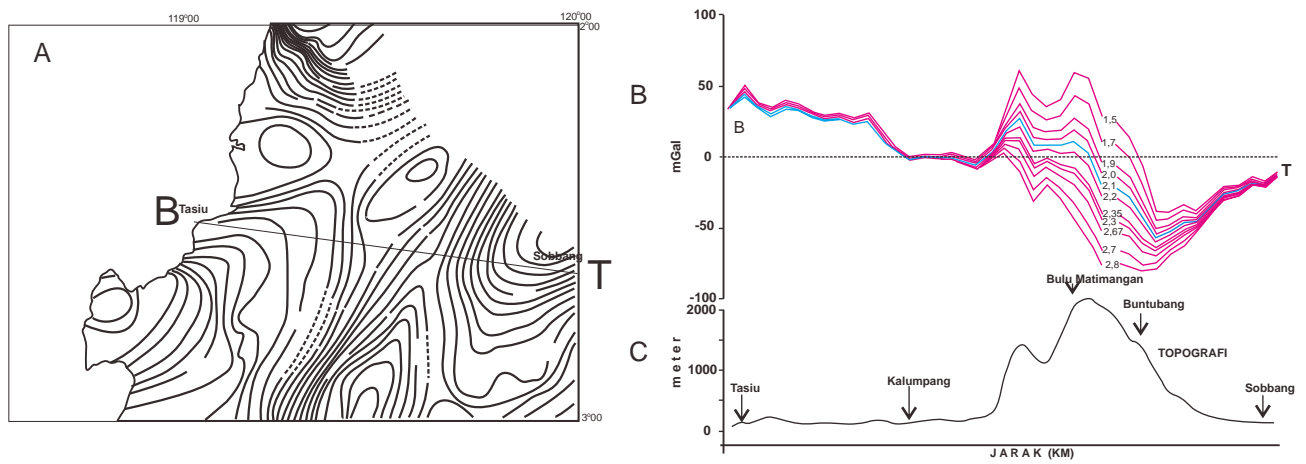 119°00
120°00
2°00
A
B
Tasiu
Sobbang
T
3°00
B
mGal
100
50
0
-50
-100
B
1,5
1,7
1,9
2,0
2,1
2,2
2,35
2,3
2,67
2,7
2,8
T
C
meter
2000
1000
0
Bulu Matimangan
Buntubang
TOPOGRAFI
Tasiu
Kalumpang
Sobbang
JARAK (KM)